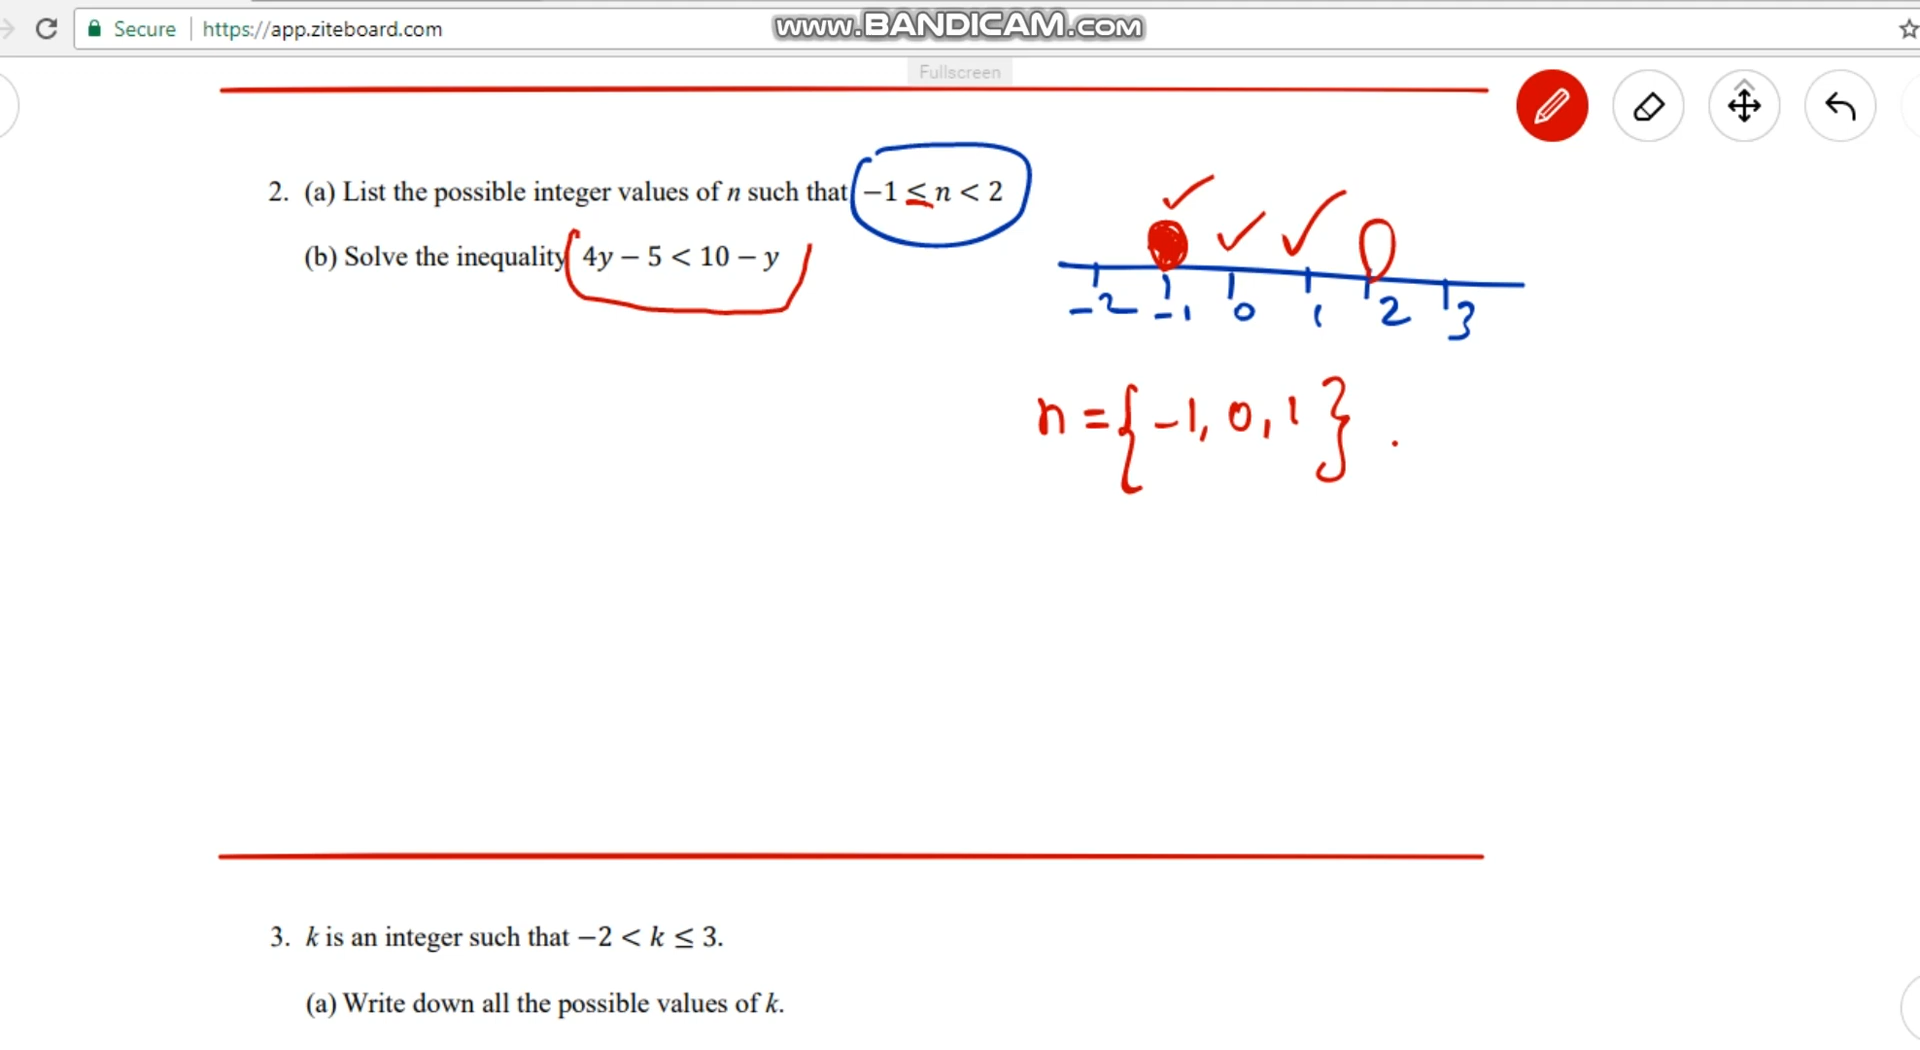 Secure https://app.ziteboard.com
www.BANDICAM.com
Fullscreen
2. (a) List the possible integer values of n such that −1 ≤ n < 2
(b) Solve the inequality 4y − 5 < 10 − y
−2 −1 0 1 2 3
n = { −1, 0, 1 } .
3. k is an integer such that −2 < k ≤ 3.
(a) Write down all the possible values of k.